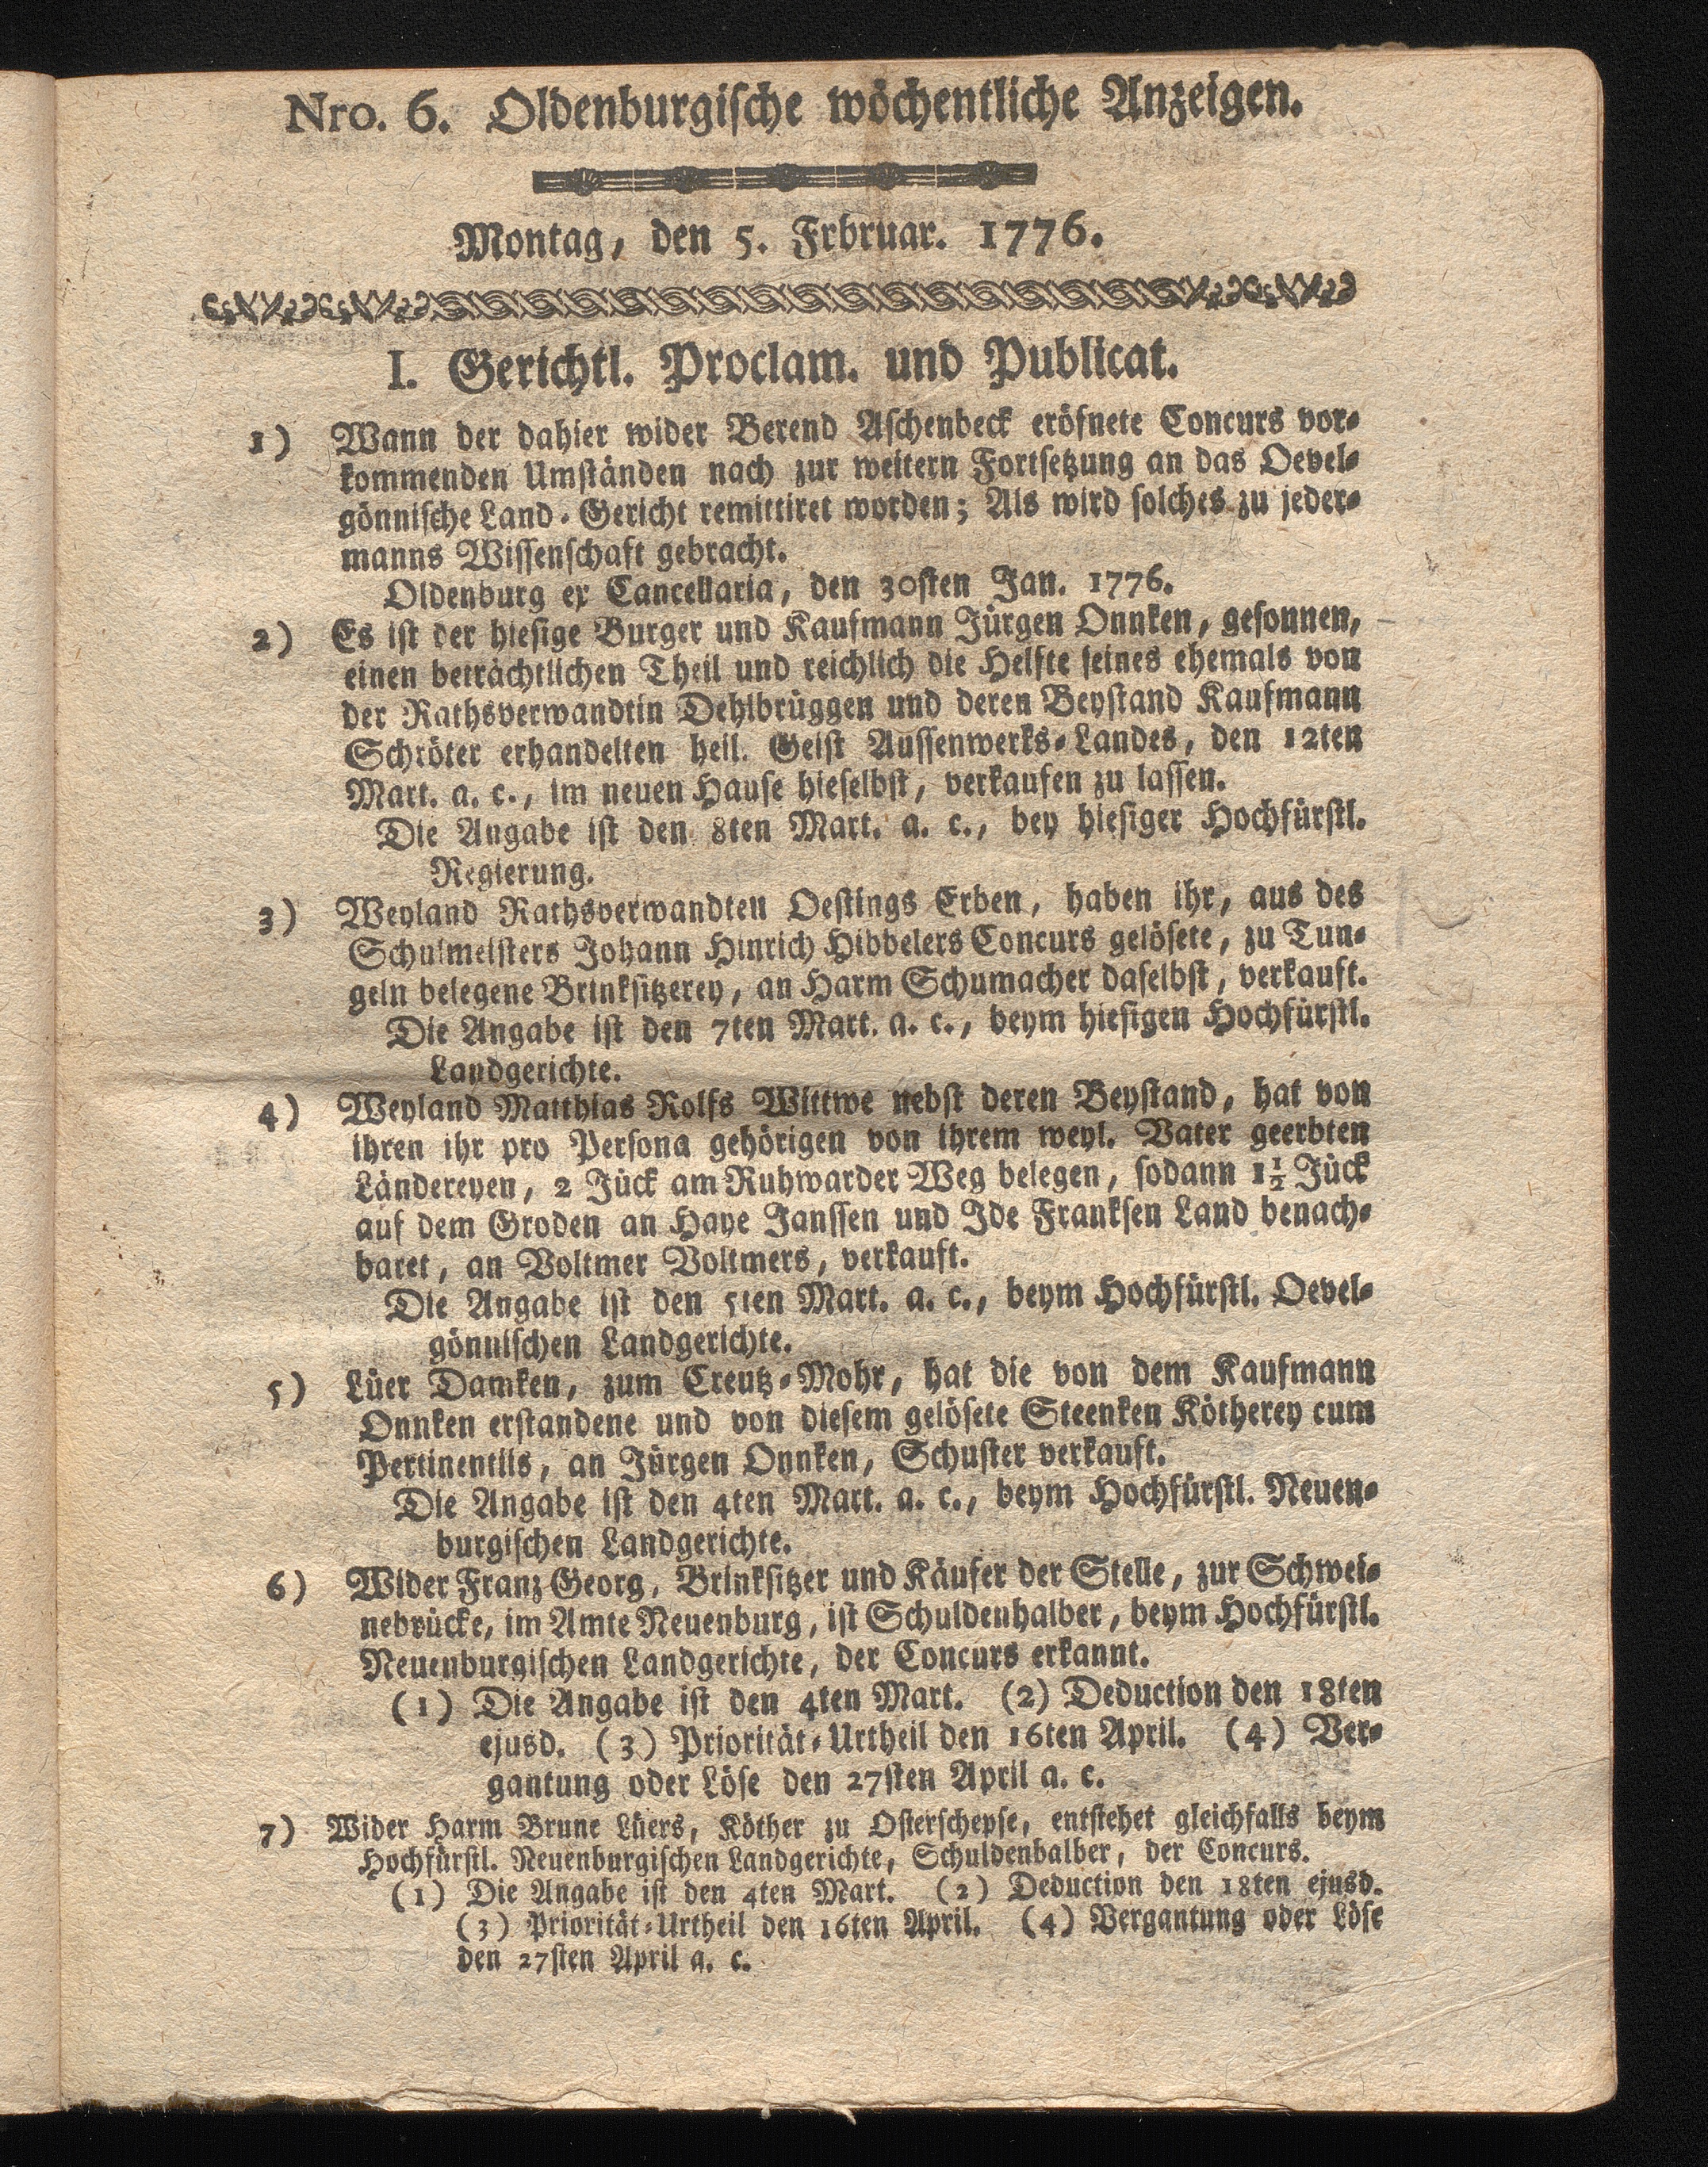 Nro. 6. Oldenburgische wöchentliche Anzeigen.
Montag, den 5. Frbruar. 1776.
I. Gerichtl. Proclam. und Publicat.
1) Wann der dahier wider Berend Aschenbeck eröfnete Concurs vor-
kommenden Umständen nach zur weitern Fortsetzung an das Oevel-
gönnische Land-Gericht remittiret worden; Als wird solches zu jeder-
manns Wissenschaft gebracht.
Oldenburg ex Cancellaria, den 30sten Jan. 1776.
2) Es ist der hiesige Burger und Kaufmann Jürgen Onnken, gesonnen,
einen beträchtlichen Theil und reichlich die Helfte seines ehemals von
der Rathsverwandtin Dehlbrüggen und deren Beystand Kaufmann
Schröter erhandelten heil. Geist Aussenwerks-Landes, den 12ten
Mart. a. c., im neuen Hause hieselbst, verkaufen zu lassen.
Die Angabe ist den 8ten Mart. a. c., bey hiesiger Hochfürstl.
Regierung.
3) Weyland Rathsverwandten Oestings Erben, haben ihr, aus des
Schulmeisters Johann Hinrich Hibbelers Concurs gelösete, zu Tun-
geln belegene Brinksitzerey, an Harm Schumacher daselbst, verkauft.
Die Angabe ist den 7ten Mart. a. c., beym hiesigen Hochfürstl.
Landgerichte.
4) Weyland Matthias Rolfs Wittwe nebst deren Beystand, hat von
ihren ihr pro Persona gehörigen von ihrem weyl. Vater geerbten
Ländereyen, 2 Jück am Ruhwarder Weg belegen, sodann 1½ Jück
auf dem Groden an Haye Janssen und Ide Franksen Land benach-
baret, an Voltmer Voltmers, verkauft.
Die Angabe ist den 5ten Mart. a. c., beym Hochfürstl. Oevel-
gönnischen Landgerichte.
5) Lüer Damken, zum Creutz-Mohr, hat die von dem Kaufmann
Onnken erstandene und von diesem gelösete Steenken Kötherey cum
Pertinentiis, an Jürgen Onnken, Schuster verkauft.
Die Angabe ist den 4ten Mart. a. c., beym Hochfürstl. Neuen-
burgischen Landgerichte.
6) Wider Franz Georg, Brinksitzer und Käufer der Stelle, zur Schwei-
nebrücke, im Amte Neuenburg, ist Schuldenhalber, beym Hochfürstl.
Neuenburgischen Landgerichte, der Concurs erkannt.
(1) Die Angabe ist den 4ten Mart. (2) Deduction den 18ten
ejusd. (3) Priorität-Urtheil den 16ten April. (4) Ver-
gantung oder Löse den 27sten April a. c.
7) Wider Harm Brune Lüers, Köther zu Osterschepse, entstehet gleichfalls beym
Hochfürstl. Neuenburgischen Landgerichte, Schuldenhalber, der Concurs.
(1) Die Angabe ist den 4ten Mart. (2) Deduction den 18ten ejusd.
(3) Priorität-Urtheil den 16ten April. (4) Vergantung oder Löse
den 27sten April a. c.